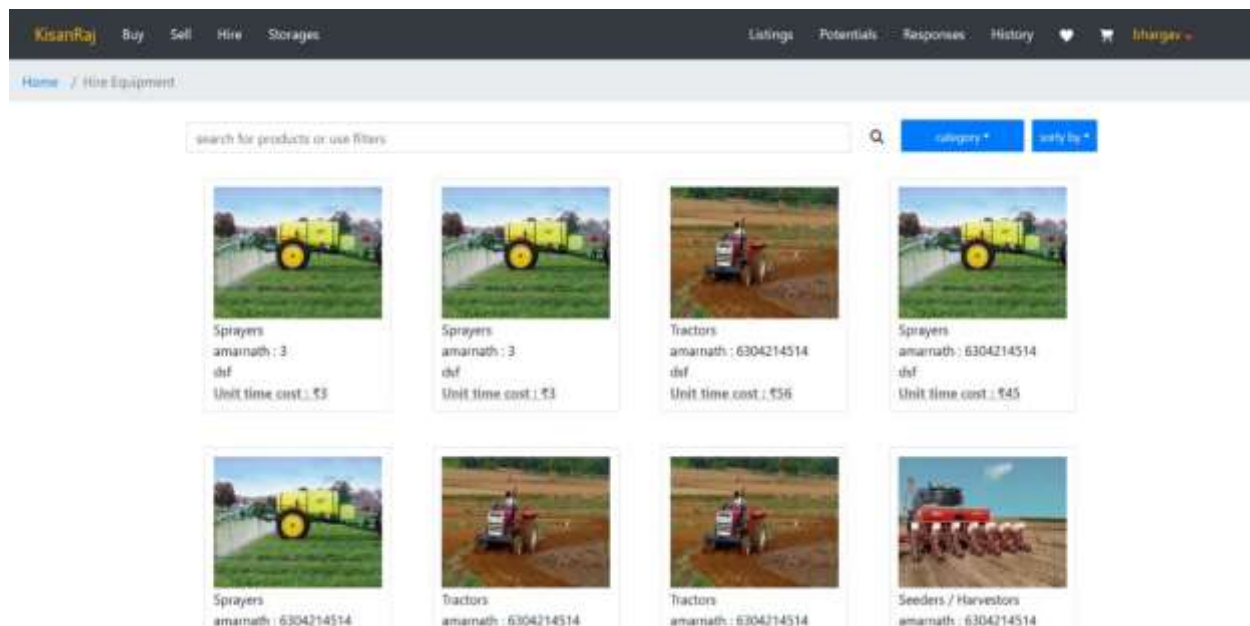 KisanRaj Buy Sell Hire Storages Listings Potentials Responses History bhargav
Home / Hire Equipment
search for products or use filters category sorty by
Sprayers Sprayers Tractors Sprayers
amarnath : 3 amarnath : 3 amarnath : 6304214514 amarnath : 6304214514
dsf dsf dsf dsf
Unit time cost : ₹3 Unit time cost : ₹3 Unit time cost : ₹56 Unit time cost : ₹45
Sprayers Tractors Tractors Seeders / Harvestors
amarnath : 6304214514 amarnath : 6304214514 amarnath : 6304214514 amarnath : 6304214514